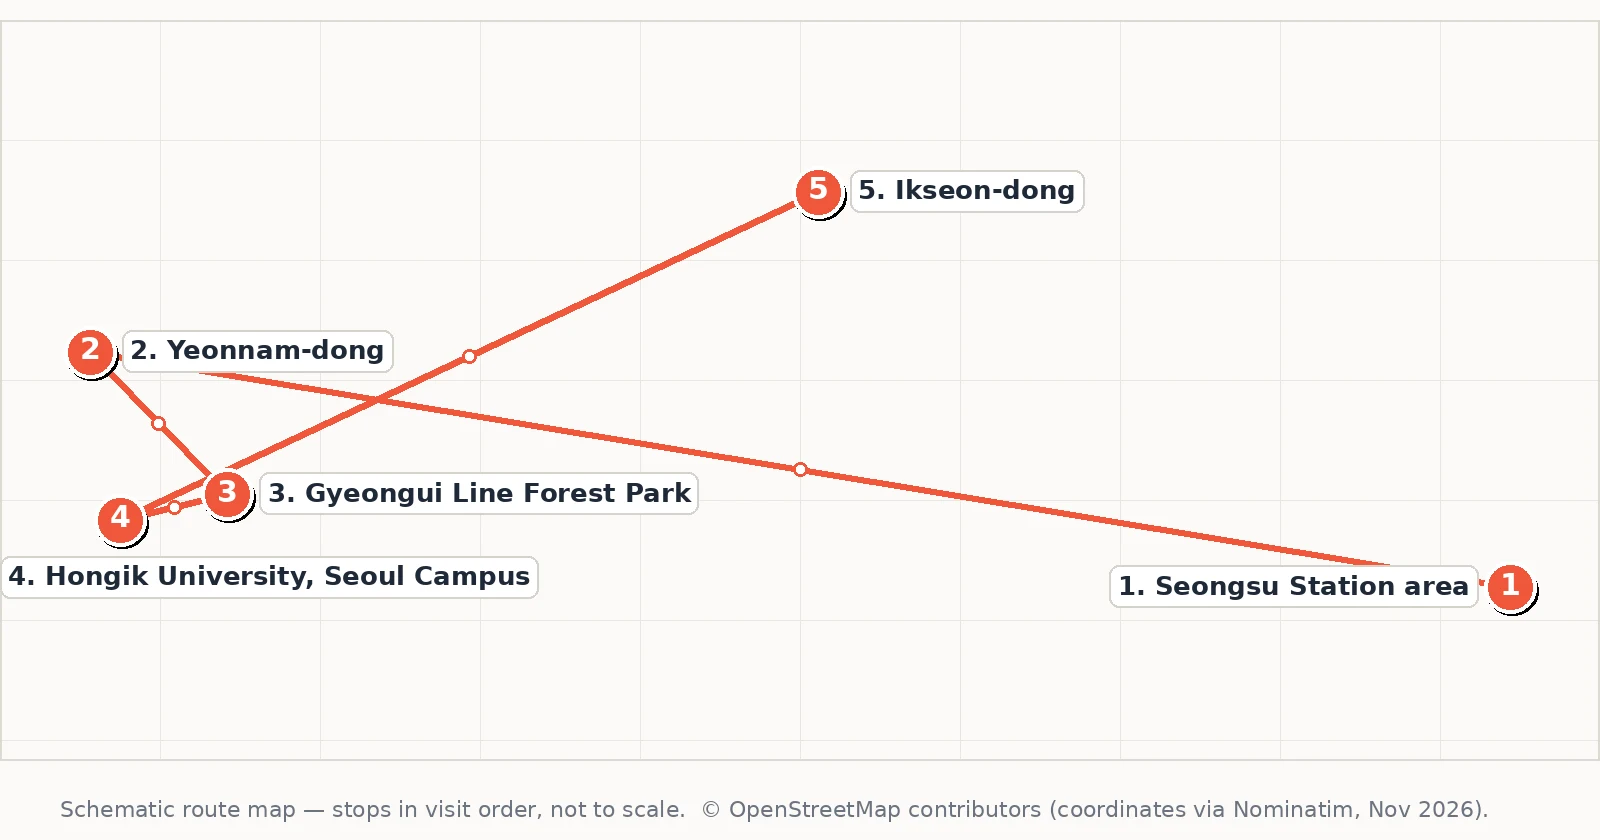 5
5. Ikseon-dong
2
2. Yeonnam-dong
3
3. Gyeongui Line Forest Park
4
4. Hongik University, Seoul Campus
1. Seongsu Station area
1
Schematic route map — stops in visit order, not to scale. © OpenStreetMap contributors (coordinates via Nominatim, Nov 2026).